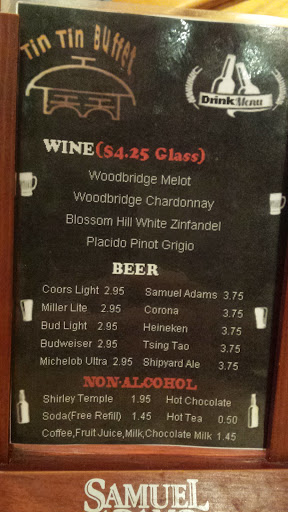 Tin Tin Buffet
Drink Menu
WINE ($4.25 Glass)
Woodbridge Melot
Woodbridge Chardonnay
Blossom Hill White Zinfandel
Placido Pinot Grigio
BEER
Coors Light 2.95 Samuel Adams 3.75
Miller Lite 2.95 Corona 3.75
Bud Light 2.95 Heineken 3.75
Budweiser 2.95 Tsing Tao 3.75
Michelob Ultra 2.95 Shipyard Ale 3.75
NON-ALCOHOL
Shirley Temple 1.95 Hot Chocolate
Soda(Free Refill) 1.45 Hot Tea 0.50
Coffee,Fruit Juice,Milk,Chocolate Milk 1.45
SAMUEL